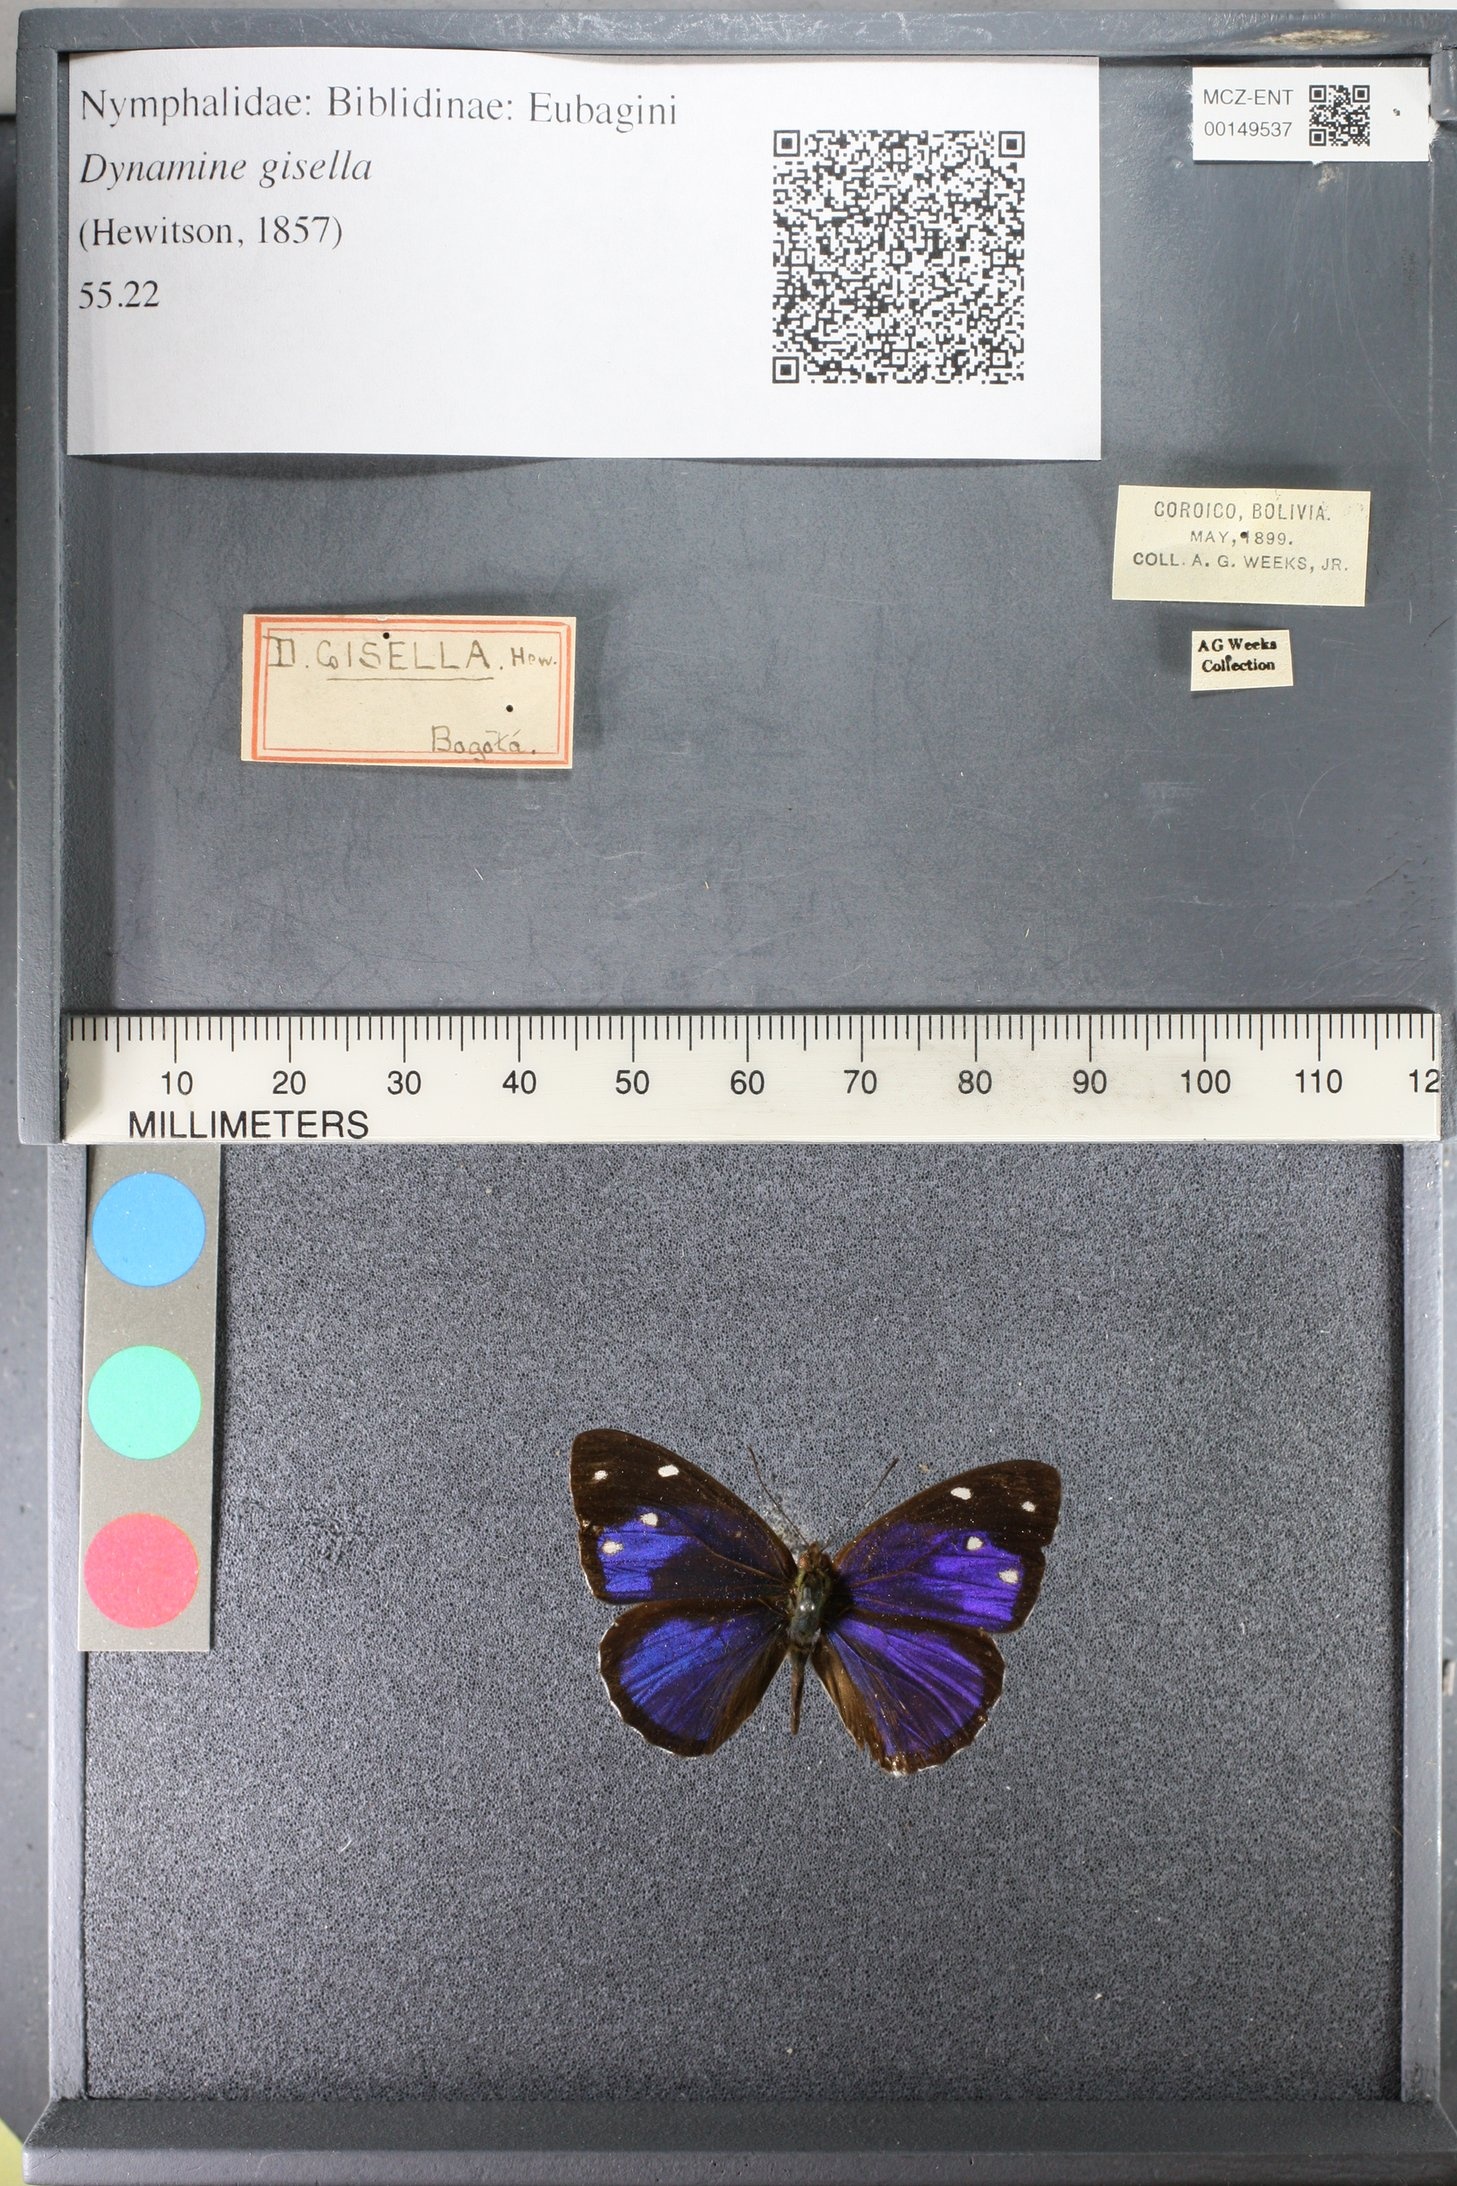 Nymphalidae: Biblidinae: Eubagini
Dynamine gisella
(Hewitson, 1857)
55.22
MCZ-ENT
00149537
COROICO, BOLIVIA.
MAY, 1899.
COLL. A. G. WEEKS, JR.
AG Weeks
Collection
D. GISELLA. Hew.
Bogotá.
10 20 30 40 50 60 70 80 90 100 110 12
MILLIMETERS